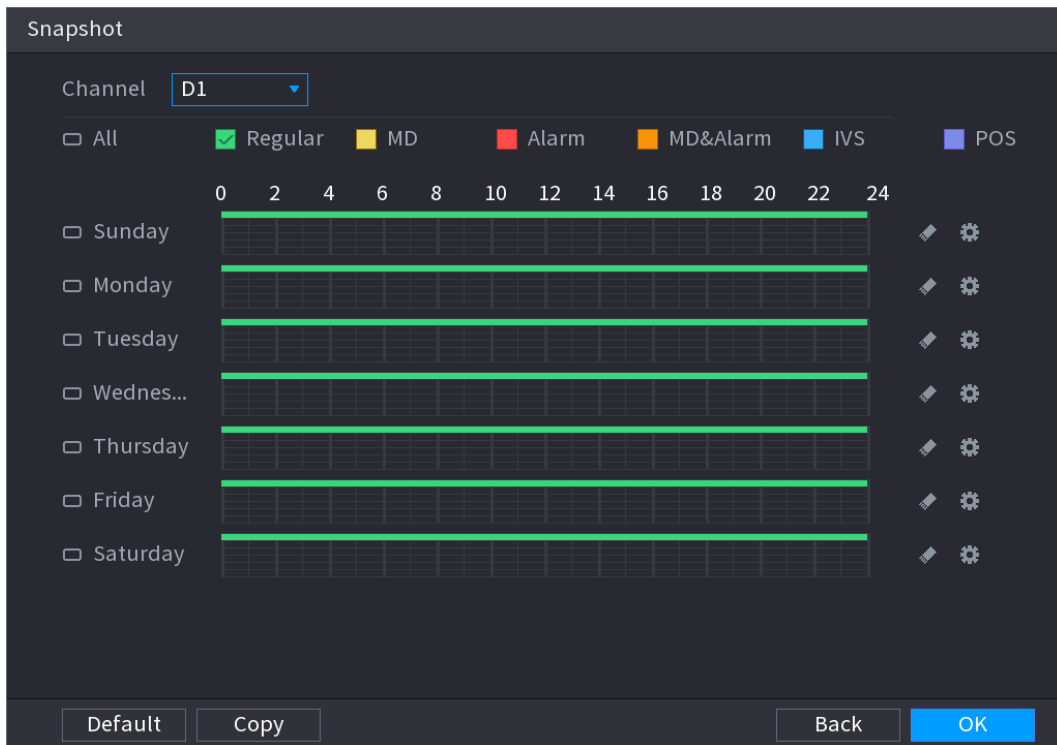 Snapshot
Channel D1
All Regular MD Alarm MD&Alarm IVS POS
0 2 4 6 8 10 12 14 16 18 20 22 24
Sunday
Monday
Tuesday
Wednes...
Thursday
Friday
Saturday
Default Copy Back OK